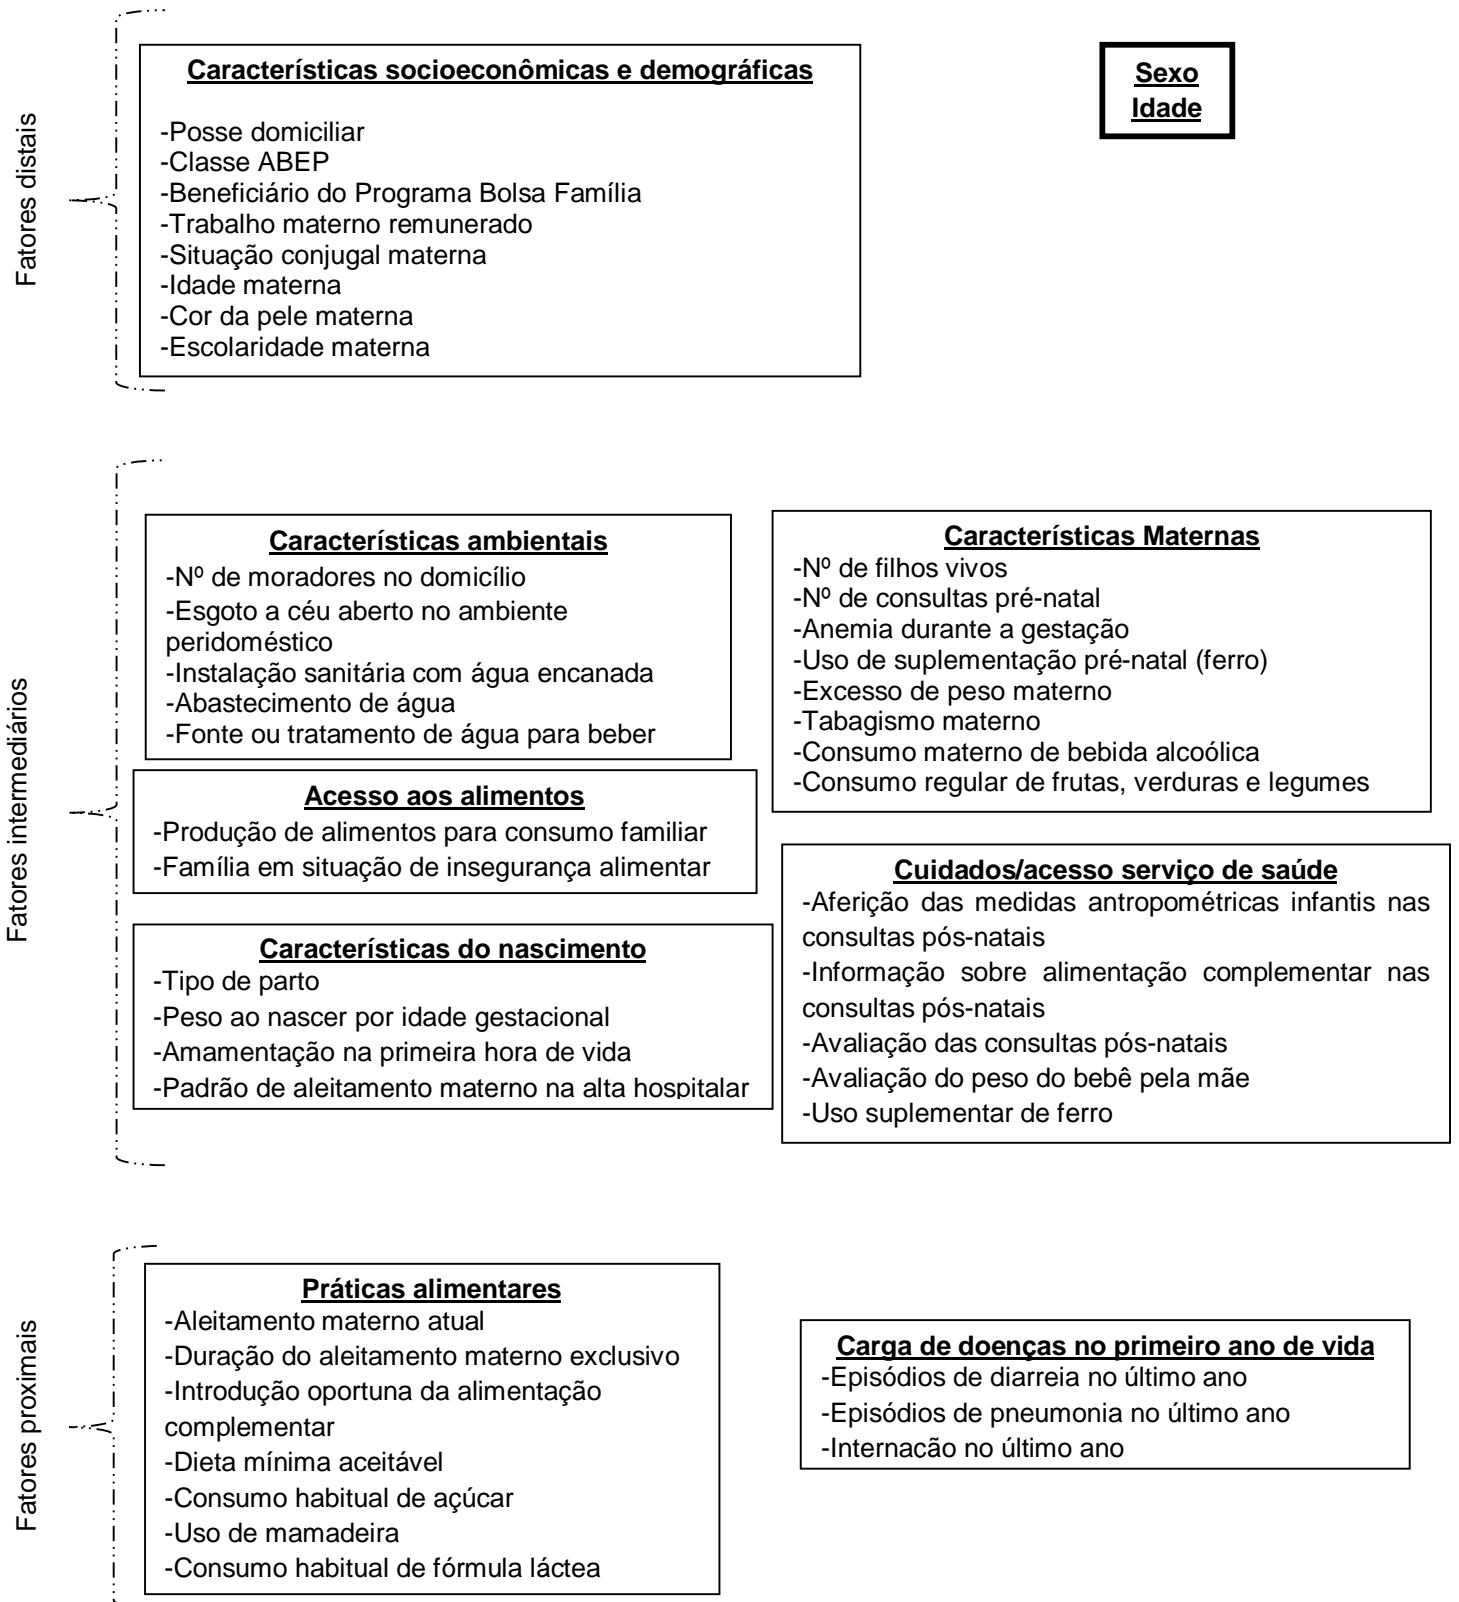 Fatores distais
Características socioeconômicas e demográficas
-Posse domiciliar
-Classe ABEP
-Beneficiário do Programa Bolsa Família
-Trabalho materno remunerado
-Situação conjugal materna
-Idade materna
-Cor da pele materna
-Escolaridade materna
Sexo
Idade
Fatores intermediários
Características ambientais
-Nº de moradores no domicílio
-Esgoto a céu aberto no ambiente
peridoméstico
-Instalação sanitária com água encanada
-Abastecimento de água
-Fonte ou tratamento de água para beber
Características Maternas
-Nº de filhos vivos
-Nº de consultas pré-natal
-Anemia durante a gestação
-Uso de suplementação pré-natal (ferro)
-Excesso de peso materno
-Tabagismo materno
-Consumo materno de bebida alcoólica
-Consumo regular de frutas, verduras e legumes
Acesso aos alimentos
-Produção de alimentos para consumo familiar
-Família em situação de insegurança alimentar
Cuidados/acesso serviço de saúde
-Aferição das medidas antropométricas infantis nas
consultas pós-natais
-Informação sobre alimentação complementar nas
consultas pós-natais
-Avaliação das consultas pós-natais
-Avaliação do peso do bebê pela mãe
-Uso suplementar de ferro
Características do nascimento
-Tipo de parto
-Peso ao nascer por idade gestacional
-Amamentação na primeira hora de vida
-Padrão de aleitamento materno na alta hospitalar
Fatores proximais
Práticas alimentares
-Aleitamento materno atual
-Duração do aleitamento materno exclusivo
-Introdução oportuna da alimentação
complementar
-Dieta mínima aceitável
-Consumo habitual de açúcar
-Uso de mamadeira
-Consumo habitual de fórmula láctea
Carga de doenças no primeiro ano de vida
-Episódios de diarreia no último ano
-Episódios de pneumonia no último ano
-Internação no último ano